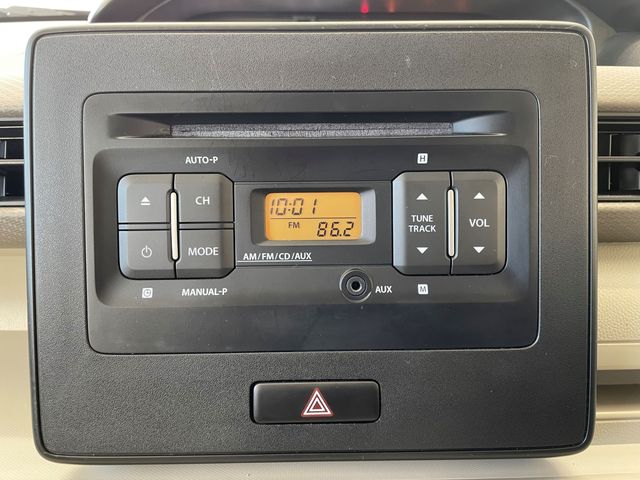 AUTO-P
H
CH
10:01
TUNE
TRACK
VOL
FM
86.2
MODE
AM/FM/CD/AUX
MANUAL-P
AUX
M